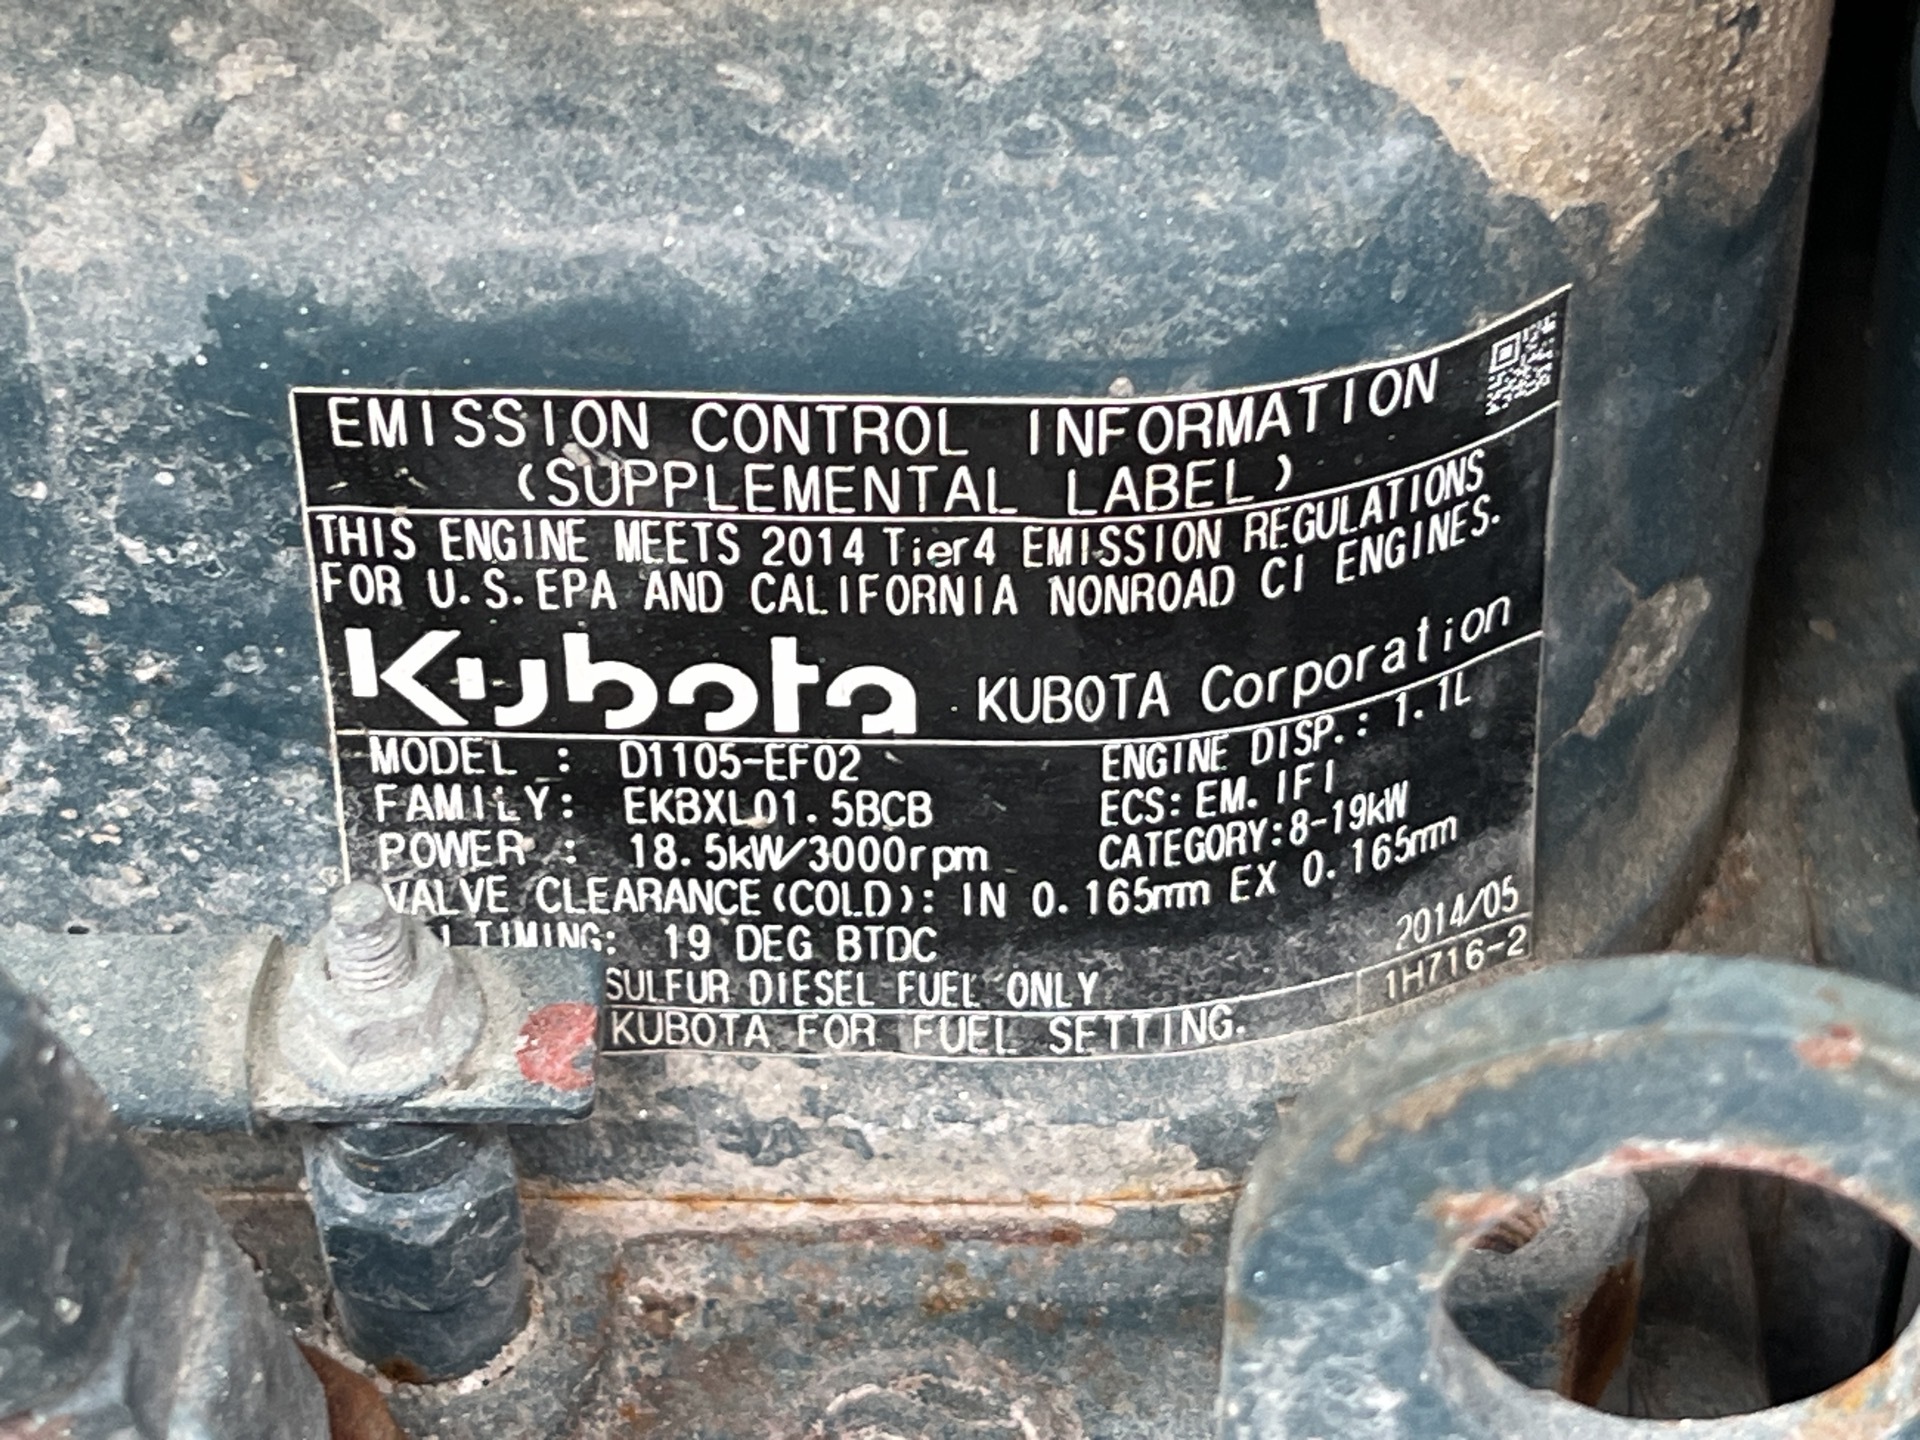 EMISSION CONTROL INFORMATION
(SUPPLEMENTAL LABEL)
THIS ENGINE MEETS 2014 Tier4 EMISSION REGULATIONS
FOR U.S.EPA AND CALIFORNIA NONROAD CI ENGINES.
Kubota KUBOTA Corporation
MODEL : D1105-EF02 ENGINE DISP.: 1.1L
FAMILY: EKBXL01.5BCB ECS: EM. IFI
POWER : 18.5kW/3000rpm CATEGORY:8-19kW
VALVE CLEARANCE(COLD): IN 0.165mm EX 0.165mm
TIMING: 19 DEG BTDC 2014/05
SULFUR DIESEL FUEL ONLY 1H716-2
KUBOTA FOR FUEL SETTING.